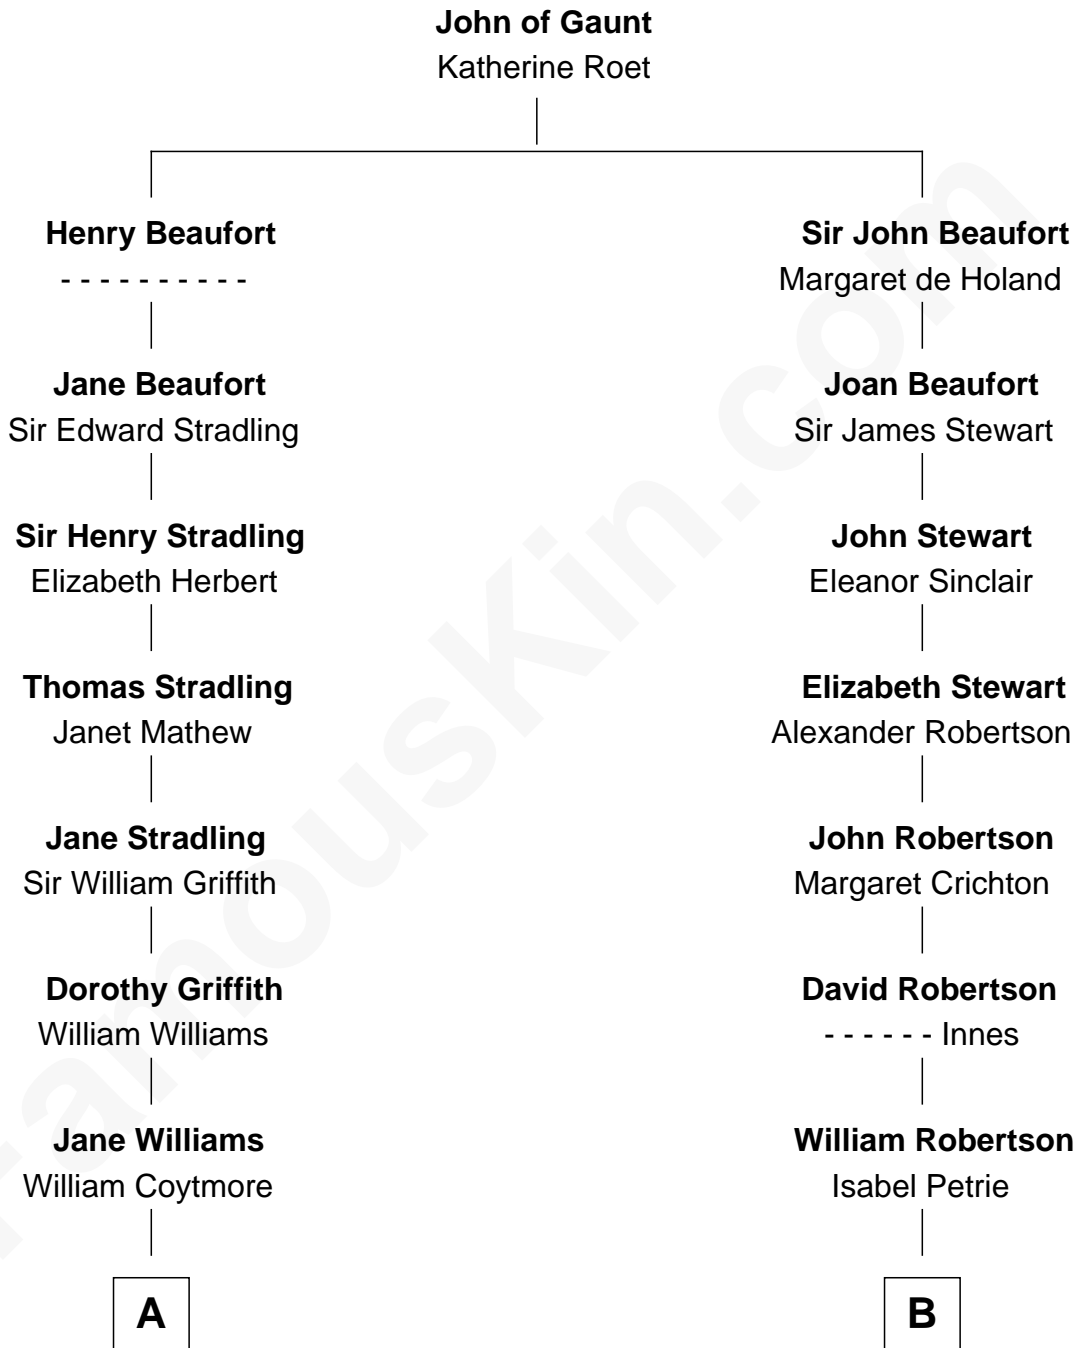 John of Gaunt
Katherine Roet
Henry Beaufort
- - - - - - - - - -
Jane Beaufort
Sir Edward Stradling
Sir Henry Stradling
Elizabeth Herbert
Thomas Stradling
Janet Mathew
Jane Stradling
Sir William Griffith
Dorothy Griffith
William Williams
Jane Williams
William Coytmore
A
Sir John Beaufort
Margaret de Holand
Joan Beaufort
Sir James Stewart
John Stewart
Eleanor Sinclair
Elizabeth Stewart
Alexander Robertson
John Robertson
Margaret Crichton
David Robertson
- - - - - - Innes
William Robertson
Isabel Petrie
B
FamousKin.com